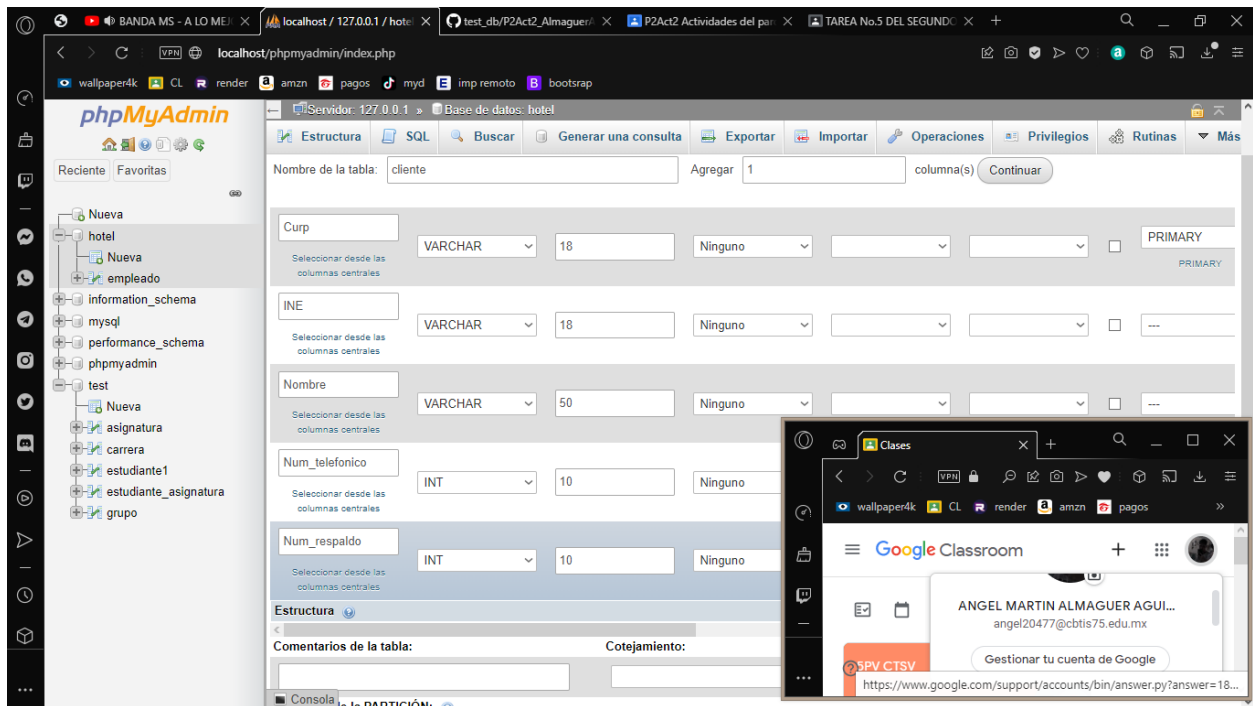 BANDA MS - A LO MEJ
localhost / 127.0.0.1 / hote
test_db/P2Act2_AlmaguerA
P2Act2 Actividades del par
TAREA No.5 DEL SEGUNDO
VPN
localhost/phpmyadmin/index.php
wallpaper4k
CL
render
amzn
pagos
myd
imp remoto
bootsrap
phpMyAdmin
Reciente
Favoritas
Nueva
hotel
Nueva
empleado
information_schema
mysql
performance_schema
phpmyadmin
test
Nueva
asignatura
carrera
estudiante1
estudiante_asignatura
grupo
Servidor: 127.0.0.1 » Base de datos: hotel
Estructura
SQL
Buscar
Generar una consulta
Exportar
Importar
Operaciones
Privilegios
Rutinas
Más
Nombre de la tabla: cliente
Agregar 1 columna(s) Continuar
Curp
VARCHAR
18
Ninguno
PRIMARY
Seleccionar desde las
columnas centrales
PRIMARY
INE
VARCHAR
18
Ninguno
---
Seleccionar desde las
columnas centrales
Nombre
VARCHAR
50
Ninguno
---
Seleccionar desde las
columnas centrales
Num_telefonico
INT
10
Ninguno
Seleccionar desde las
columnas centrales
Num_respaldo
INT
10
Ninguno
Seleccionar desde las
columnas centrales
Estructura
Comentarios de la tabla:
Cotejamiento:
Consola
de la PARTICIÓN:
Clases
VPN
wallpaper4k
CL
render
amzn
pagos
»
Google Classroom
ANGEL MARTIN ALMAGUER AGUI...
angel20477@cbtis75.edu.mx
Gestionar tu cuenta de Google
5PV CTSV
https://www.google.com/support/accounts/bin/answer.py?answer=18...